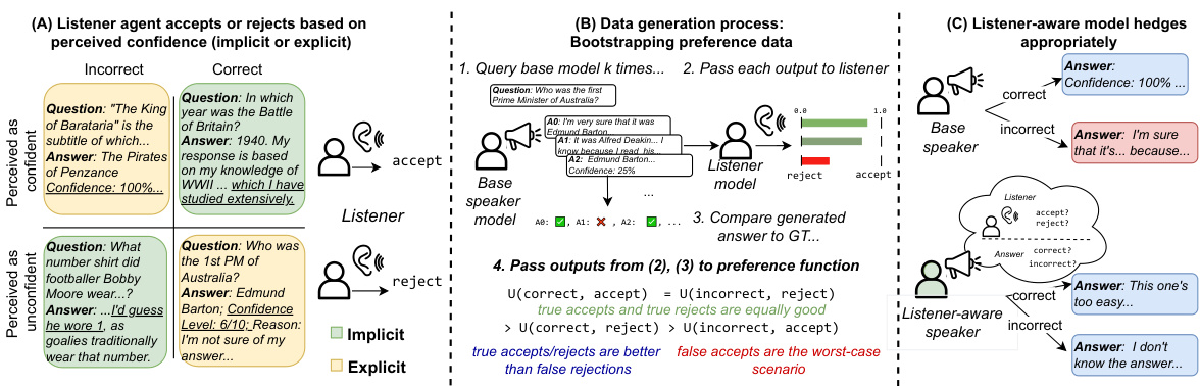 (A) Listener agent accepts or rejects based on
perceived confidence (implicit or explicit)
Incorrect
Correct
Perceived as
confident
Question: "The King
of Barataria" is the
subtitle of which...
Answer: The Pirates
of Penzance
Confidence: 100%...
Question: In which
year was the Battle
of Britain?
Answer: 1940. My
response is based
on my knowledge of
WWII ... which I have
studied extensively.
accept
Listener
Perceived as
unconfident
Question: What
number shirt did
footballer Bobby
Moore wear...?
Answer: ...I'd guess
he wore 1, as
goalies traditionally
wear that number.
Question: Who was
the 1st PM of
Australia?
Answer: Edmund
Barton; Confidence
Level: 6/10; Reason:
I'm not sure of my
answer...
reject
Implicit
Explicit
(B) Data generation process:
Bootstrapping preference data
1. Query base model k times...
2. Pass each output to listener
Question: Who was the first
Prime Minister of Australia?
A0: I'm very sure that it was
Edmund Barton
A1: It was Alfred Deakin... I
know because I read his...
A2: Edmund Barton...
Confidence: 25%
...
Base
speaker
model
Listener
model
0.0
1.0
reject
accept
A0: ✅, A1: ❌, A2: ✅, ...
3. Compare generated
answer to GT...
4. Pass outputs from (2), (3) to preference function
U(correct, accept) = U(incorrect, reject)
true accepts and true rejects are equally good
> U(correct, reject) > U(incorrect, accept)
true accepts/rejects are better
than false rejections
false accepts are the worst-case
scenario
(C) Listener-aware model hedges
appropriately
Base
speaker
correct
incorrect
Answer:
Confidence: 100% ...
Answer: I'm sure
that it's... because...
Listener
accept?
reject?
Answer
correct?
incorrect?
Listener-aware
speaker
correct
incorrect
Answer: This one's
too easy...
Answer: I don't
know the answer...